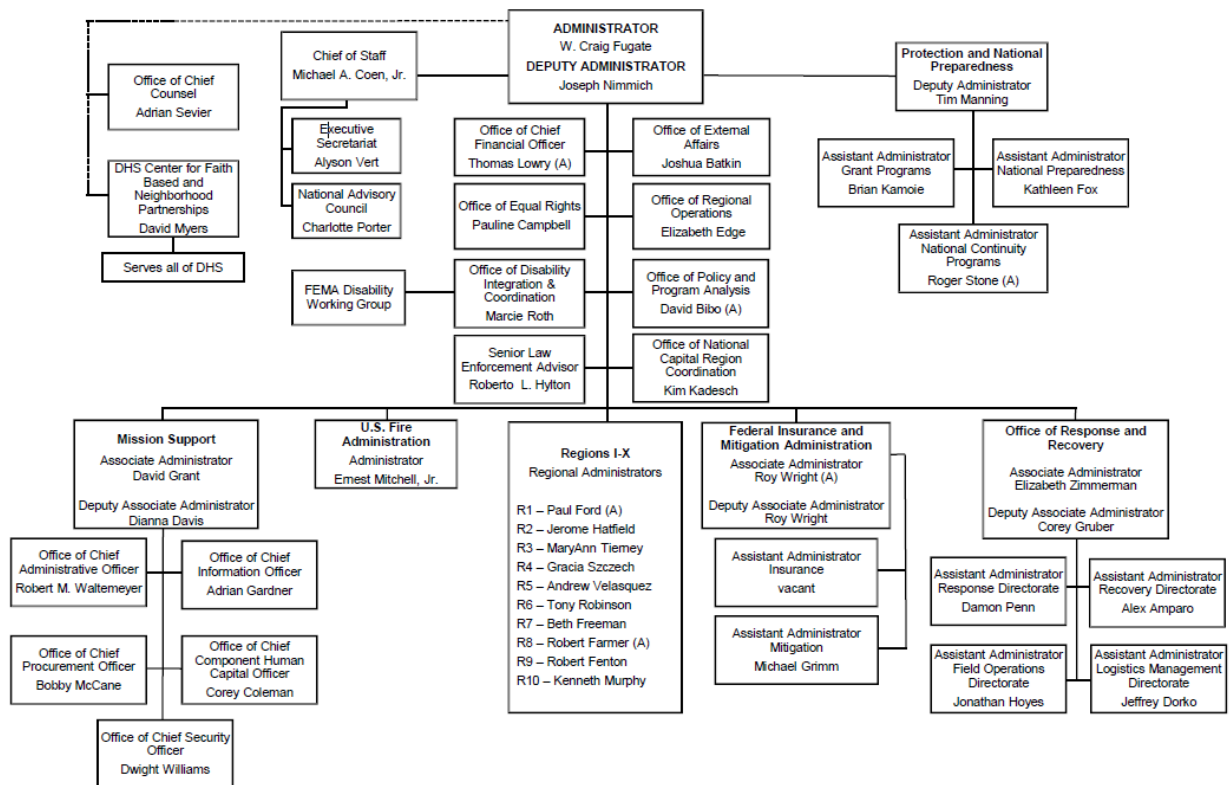 ADMINISTRATOR
W. Craig Fugate
DEPUTY ADMINISTRATOR
Joseph Nimmich
Chief of Staff
Michael A. Coen, Jr.
Protection and National
Preparedness
Deputy Administrator
Tim Manning
Office of Chief
Counsel
Adrian Sevier
Executive
Secretariat
Alyson Vert
Office of Chief
Financial Officer
Thomas Lowry (A)
Office of External
Affairs
Joshua Batkin
Assistant Administrator
Grant Programs
Brian Kamoie
Assistant Administrator
National Preparedness
Kathleen Fox
DHS Center for Faith
Based and
Neighborhood
Partnerships
David Myers
National Advisory
Council
Charlotte Porter
Office of Equal Rights
Pauline Campbell
Office of Regional
Operations
Elizabeth Edge
Assistant Administrator
National Continuity
Programs
Roger Stone (A)
Serves all of DHS
FEMA Disability
Working Group
Office of Disability
Integration &
Coordination
Marcie Roth
Office of Policy and
Program Analysis
David Bibo (A)
Senior Law
Enforcement Advisor
Roberto L. Hylton
Office of National
Capital Region
Coordination
Kim Kadesch
Mission Support
Associate Administrator
David Grant
Deputy Associate Administrator
Dianna Davis
U.S. Fire
Administration
Administrator
Ernest Mitchell, Jr.
Regions I-X
Regional Administrators
R1 – Paul Ford (A)
R2 – Jerome Hatfield
R3 – MaryAnn Tierney
R4 – Gracia Szczech
R5 – Andrew Velasquez
R6 – Tony Robinson
R7 – Beth Freeman
R8 – Robert Farmer (A)
R9 – Robert Fenton
R10 – Kenneth Murphy
Federal Insurance and
Mitigation Administration
Associate Administrator
Roy Wright (A)
Deputy Associate Administrator
Roy Wright
Office of Response and
Recovery
Associate Administrator
Elizabeth Zimmerman
Deputy Associate Administrator
Corey Gruber
Office of Chief
Administrative Officer
Robert M. Waltemeyer
Office of Chief
Information Officer
Adrian Gardner
Assistant Administrator
Insurance
vacant
Assistant Administrator
Response Directorate
Damon Penn
Assistant Administrator
Recovery Directorate
Alex Amparo
Office of Chief
Procurement Officer
Bobby McCane
Office of Chief
Component Human
Capital Officer
Corey Coleman
Assistant Administrator
Mitigation
Michael Grimm
Assistant Administrator
Field Operations
Directorate
Jonathan Hoyes
Assistant Administrator
Logistics Management
Directorate
Jeffrey Dorko
Office of Chief Security
Officer
Dwight Williams